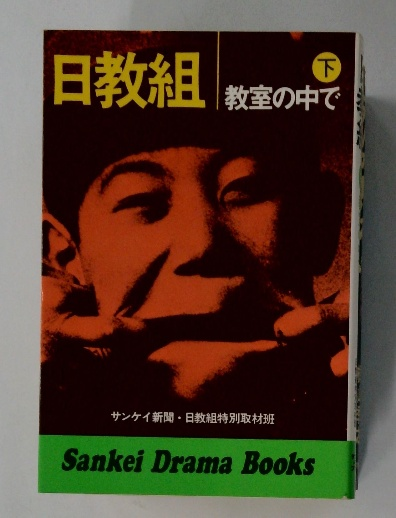 日教組
下
教室の中で
サンケイ新聞・日教組特別取材班
Sankei Drama Books